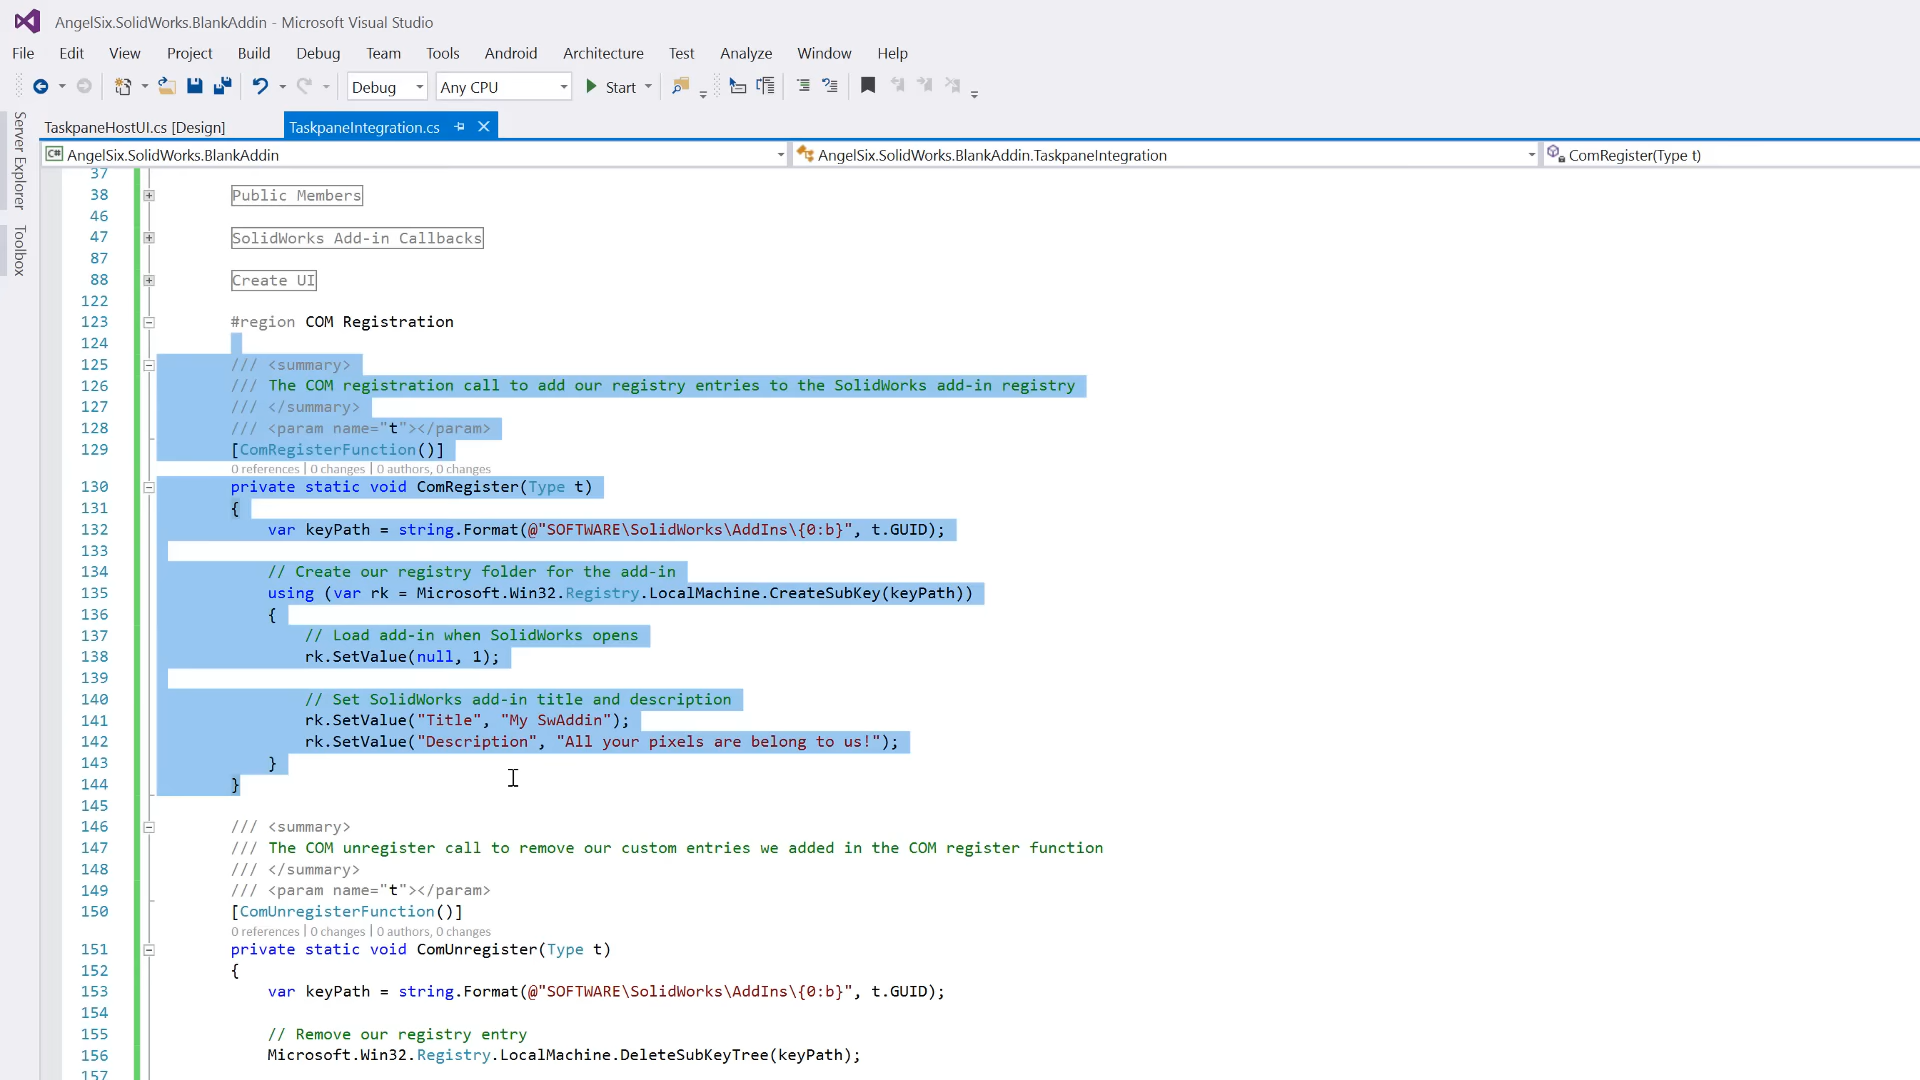 AngelSix.SolidWorks.BlankAddin - Microsoft Visual Studio
File Edit View Project Build Debug Team Tools Android Architecture Test Analyze Window Help
Debug Any CPU Start
Server Explorer
Toolbox
TaskpaneHostUI.cs [Design] TaskpaneIntegration.cs
C# AngelSix.SolidWorks.BlankAddin AngelSix.SolidWorks.BlankAddin.TaskpaneIntegration ComRegister(Type t)
37
38 Public Members
46
47 SolidWorks Add-in Callbacks
87
88 Create UI
122
123 #region COM Registration
124
125 /// <summary>
126 /// The COM registration call to add our registry entries to the SolidWorks add-in registry
127 /// </summary>
128 /// <param name="t"></param>
129 [ComRegisterFunction()]
0 references | 0 changes | 0 authors, 0 changes
130 private static void ComRegister(Type t)
131 {
132 var keyPath = string.Format(@"SOFTWARE\SolidWorks\AddIns\{0:b}", t.GUID);
133
134 // Create our registry folder for the add-in
135 using (var rk = Microsoft.Win32.Registry.LocalMachine.CreateSubKey(keyPath))
136 {
137 // Load add-in when SolidWorks opens
138 rk.SetValue(null, 1);
139
140 // Set SolidWorks add-in title and description
141 rk.SetValue("Title", "My SwAddin");
142 rk.SetValue("Description", "All your pixels are belong to us!");
143 }
144 }
145
146 /// <summary>
147 /// The COM unregister call to remove our custom entries we added in the COM register function
148 /// </summary>
149 /// <param name="t"></param>
150 [ComUnregisterFunction()]
0 references | 0 changes | 0 authors, 0 changes
151 private static void ComUnregister(Type t)
152 {
153 var keyPath = string.Format(@"SOFTWARE\SolidWorks\AddIns\{0:b}", t.GUID);
154
155 // Remove our registry entry
156 Microsoft.Win32.Registry.LocalMachine.DeleteSubKeyTree(keyPath);
157